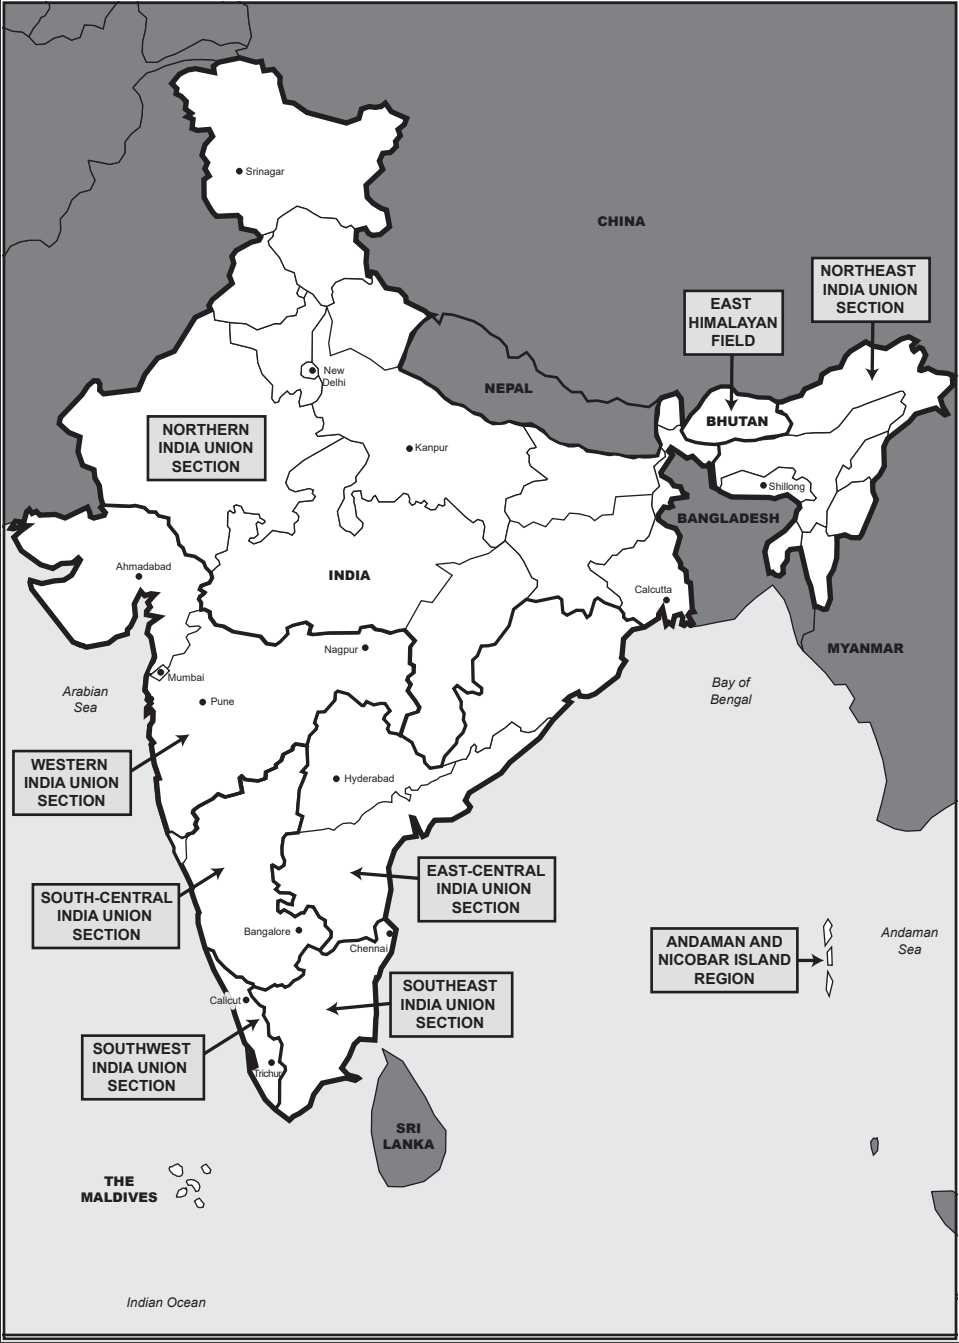 Srinagar
CHINA
NORTHEAST
INDIA UNION
SECTION
EAST
HIMALAYAN
FIELD
New
Delhi
NEPAL
BHUTAN
NORTHERN
INDIA UNION
SECTION
Kanpur
Shillong
BANGLADESH
Ahmadabad
INDIA
Calcutta
Nagpur
MYANMAR
Mumbai
Arabian
Sea
Pune
Bay of
Bengal
WESTERN
INDIA UNION
SECTION
Hyderabad
EAST-CENTRAL
INDIA UNION
SECTION
SOUTH-CENTRAL
INDIA UNION
SECTION
Bangalore
Chennai
ANDAMAN AND
NICOBAR ISLAND
REGION
Andaman
Sea
SOUTHEAST
INDIA UNION
SECTION
Calicut
SOUTHWEST
INDIA UNION
SECTION
Trichur
SRI
LANKA
THE
MALDIVES
Indian Ocean